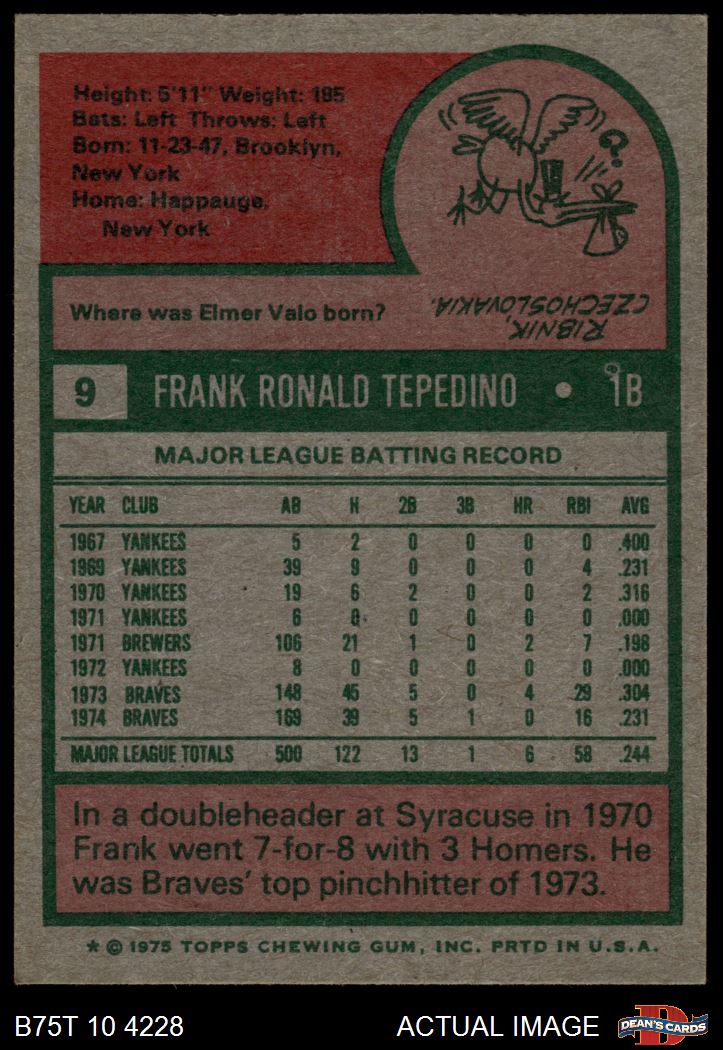 Height: 5'11" Weight: 185
Bats: Left Throws: Left
Born: 11-23-47, Brooklyn,
New York
Home: Happauge,
New York
?
Where was Elmer Valo born?
RIBNIK,
CZECHOSLOVAKIA.
9 FRANK RONALD TEPEDINO • 1B
MAJOR LEAGUE BATTING RECORD
YEAR CLUB AB H 2B 3B HR RBI AVG
1967 YANKEES 5 2 0 0 0 0 .400
1969 YANKEES 39 9 0 0 0 4 .231
1970 YANKEES 19 6 2 0 0 2 .316
1971 YANKEES 6 0 0 0 0 0 .000
1971 BREWERS 106 21 1 0 2 7 .198
1972 YANKEES 8 0 0 0 0 0 .000
1973 BRAVES 148 45 5 0 4 29 .304
1974 BRAVES 169 39 5 1 0 16 .231
MAJOR LEAGUE TOTALS 500 122 13 1 6 58 .244
In a doubleheader at Syracuse in 1970
Frank went 7-for-8 with 3 Homers. He
was Braves' top pinchhitter of 1973.
* © 1975 TOPPS CHEWING GUM, INC. PRTD IN U.S.A.
B75T 10 4228 ACTUAL IMAGE
D
DEAN'S CARDS